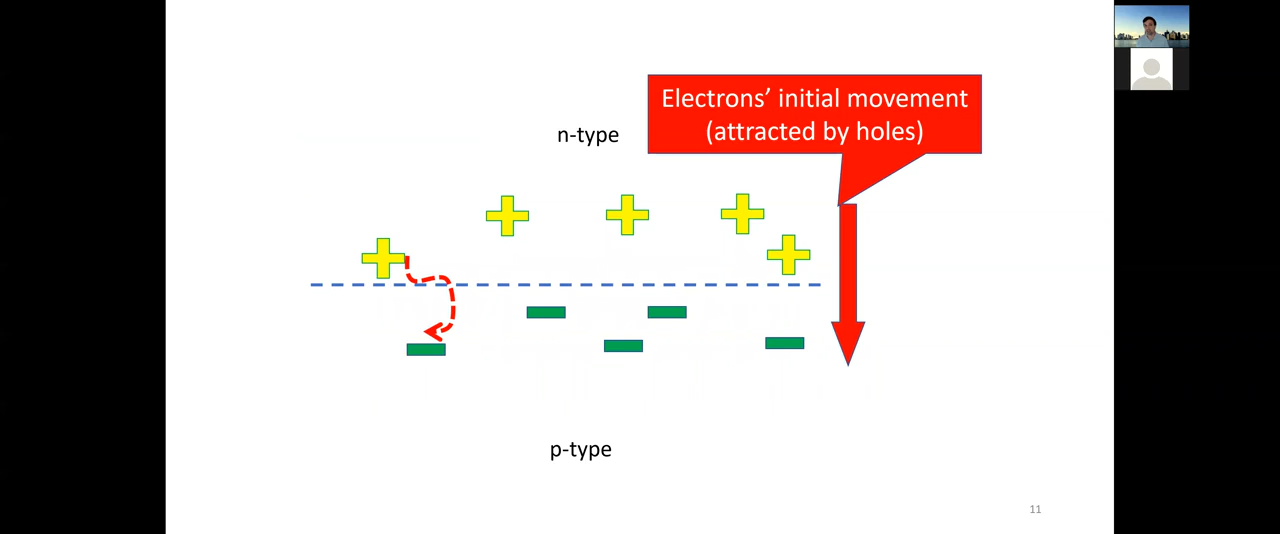 Electrons’ initial movement
(attracted by holes)
n-type
p-type
11